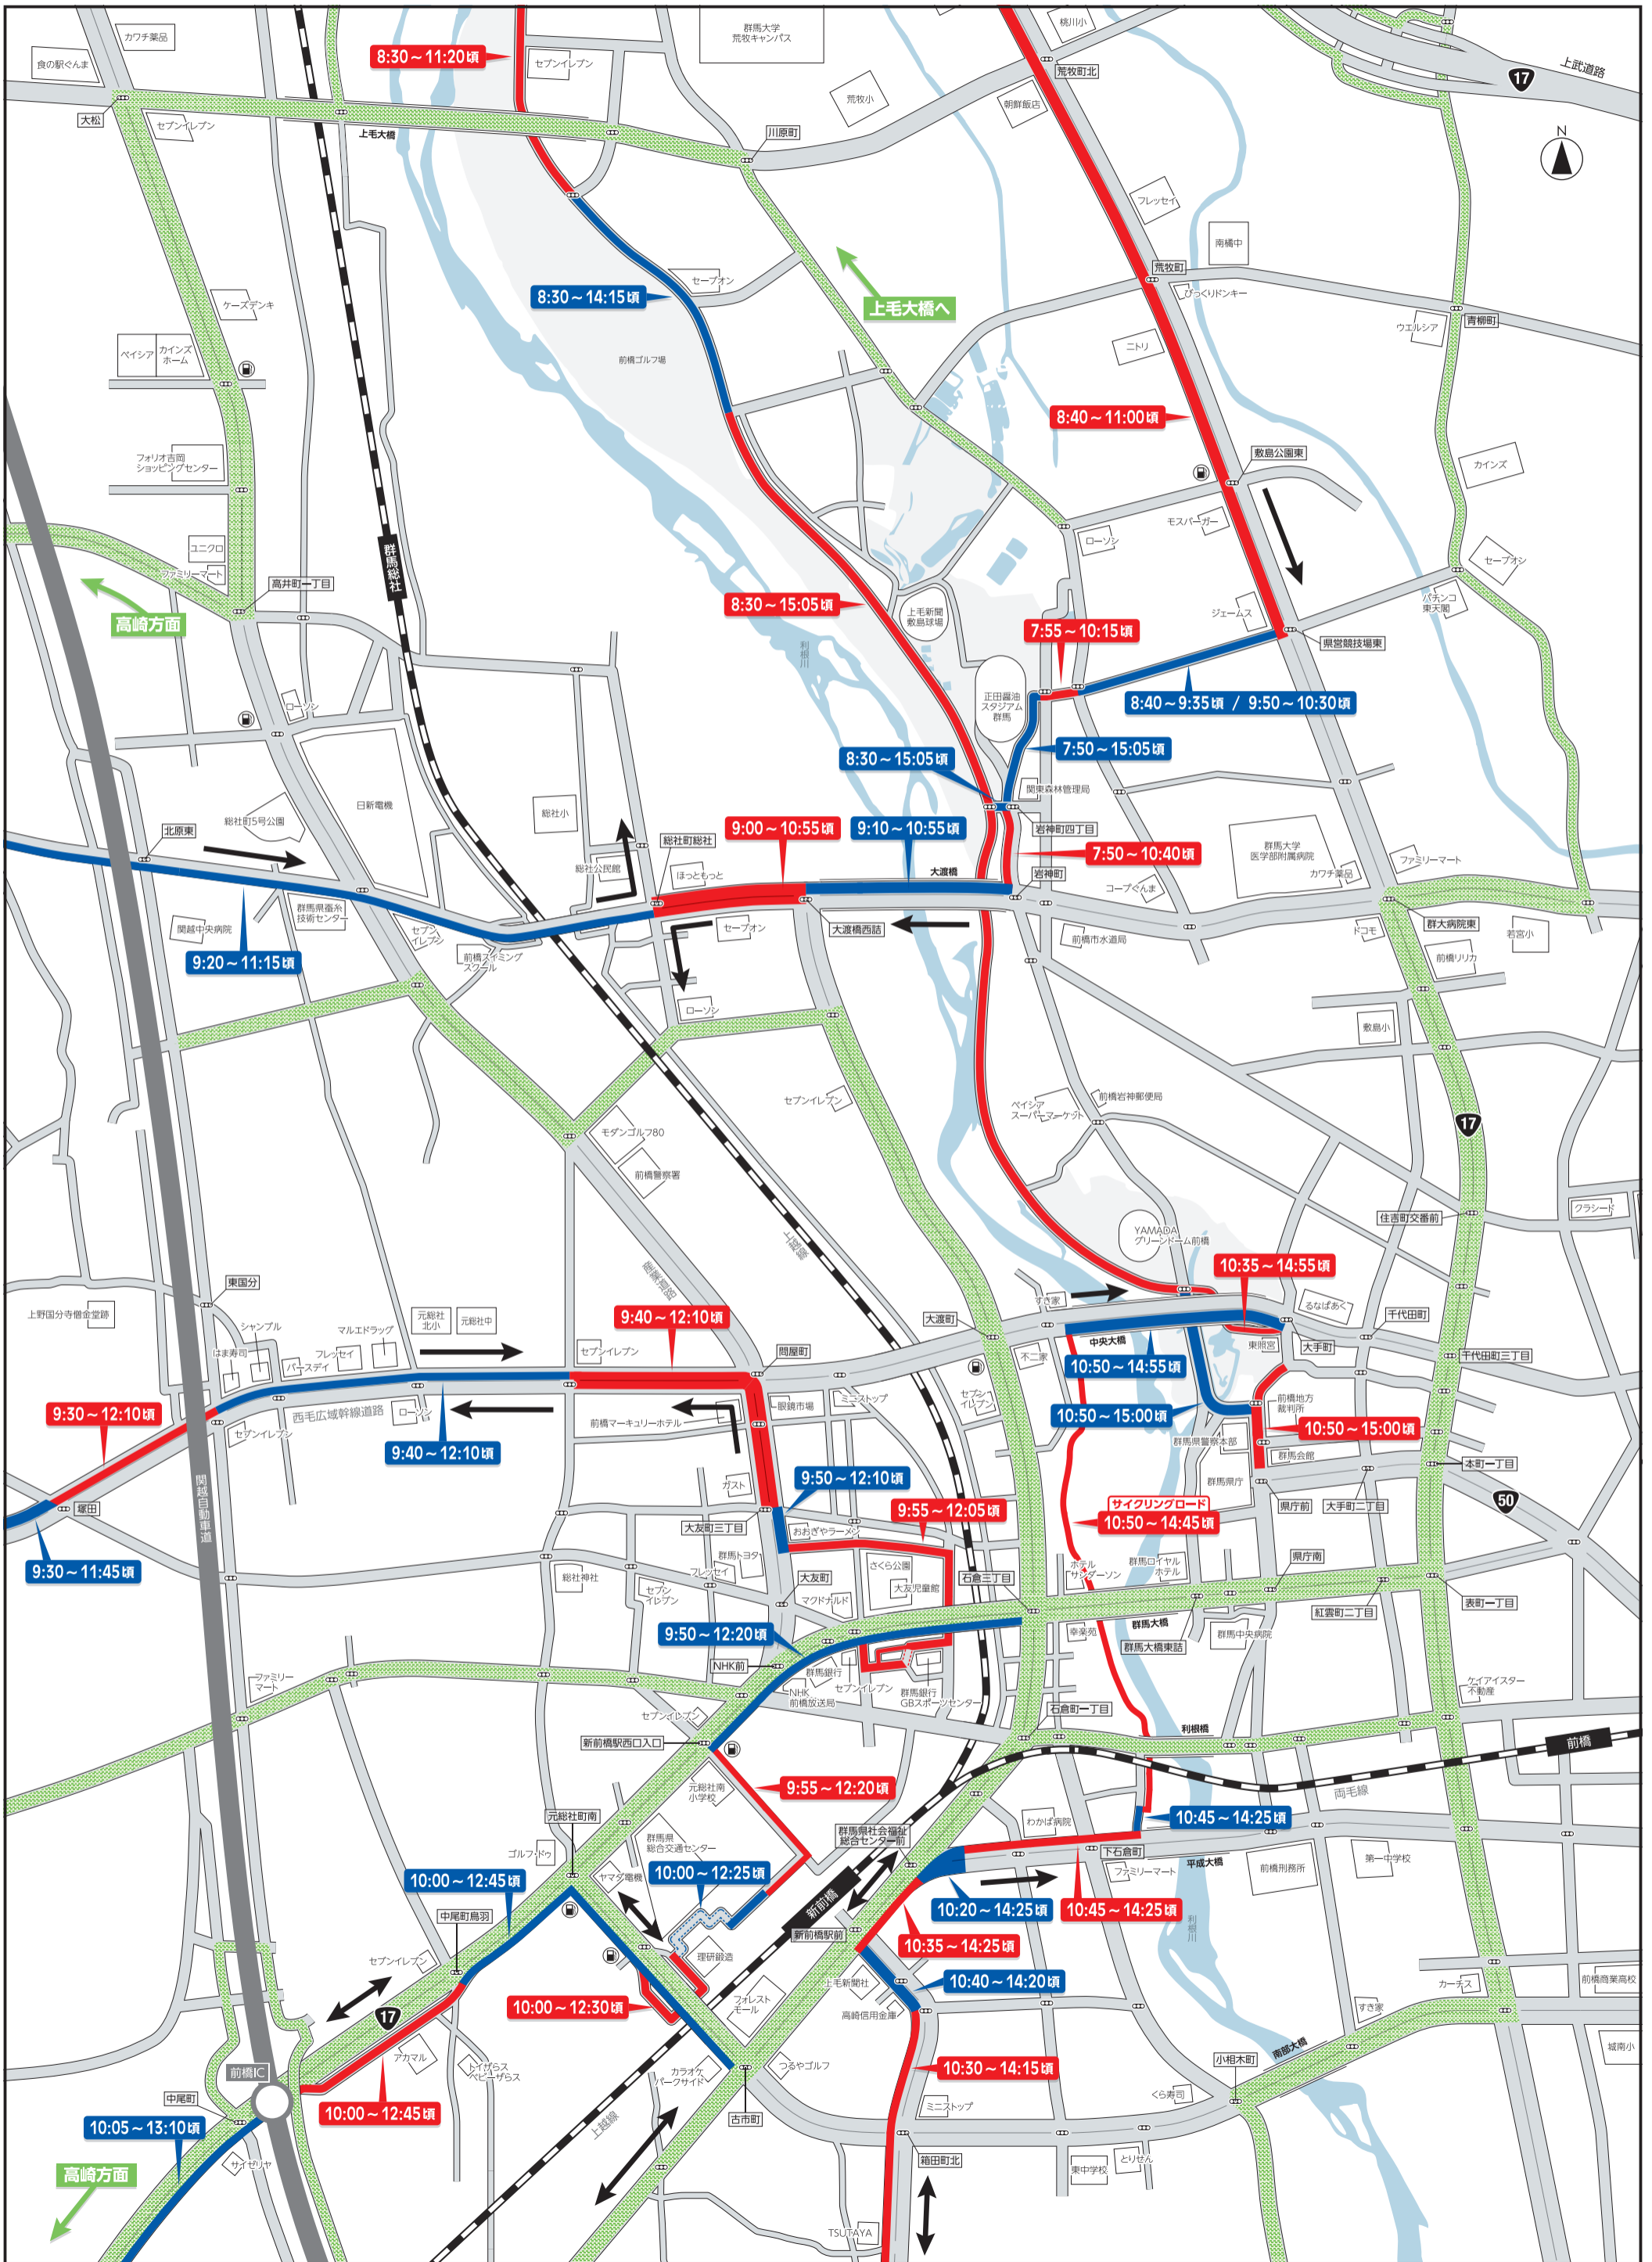 カワチ薬品
食の駅ぐんま
8:30～11:20頃
セブンイレブン
群馬大学
荒牧キャンパス
桃川小
荒牧町北
17
上武道路
大松
セブンイレブン
上毛大橋
荒牧小
朝鮮飯店
川原町
N
フレッセイ
南橘中
セーブオン
8:30～14:15頃
上毛大橋へ
荒牧町
びっくりドンキー
ケーズデンキ
ウエルシア
青柳町
ベイシア
カインズ
ホーム
前橋ゴルフ場
ニトリ
8:40～11:00頃
敷島公園東
カインズ
フォリオ吉岡
ショッピングセンター
モスバーガー
ローソン
ユニクロ
ファミリーマート
群馬総社
セーブオン
高井町一丁目
高崎方面
8:30～15:05頃
上毛新聞
敷島球場
ジェームス
パチンコ
東天閣
7:55～10:15頃
県営競技場東
利根川
正田醤油
スタジアム
群馬
8:40～9:35頃 / 9:50～10:30頃
ローソン
8:30～15:05頃
7:50～15:05頃
関東森林管理局
総社町5号公園
日新電機
総社小
北原東
総社町総社
9:00～10:55頃
9:10～10:55頃
岩神町四丁目
7:50～10:40頃
群馬大学
医学部附属病院
ファミリーマート
カワチ薬品
総社公民館
ほっともっと
大渡橋
岩神町
コープぐんま
群馬県蚕糸
技術センター
関越中央病院
セブン
イレブン
前橋スイミング
スクール
セーブオン
大渡橋西詰
前橋市水道局
ドコモ
群大病院東
若宮小
前橋リリカ
9:20～11:15頃
ローソン
敷島小
セブンイレブン
ベイシア
スーパーマーケット
前橋岩神郵便局
17
モダンゴルフ80
前橋警察署
上越線
産業道路
YAMADA
グリーンドーム前橋
住吉町交番前
クラシード
東国分
上野国分寺僧金堂跡
シャンブル
はま寿司
元総社
北小
元総社中
マルエドラッグ
フレッセイ
バースデイ
9:40～12:10頃
セブンイレブン
問屋町
大渡町
すき家
10:35～14:55頃
るなぱあく
千代田町
中央大橋
東照宮
大手町
不二家
10:50～14:55頃
千代田町三丁目
9:30～12:10頃
西毛広域幹線道路
ローソン
セブンイレブン
前橋マーキュリーホテル
眼鏡市場
ミニストップ
セブン
イレブン
10:50～15:00頃
前橋地方
裁判所
10:50～15:00頃
群馬県警察本部
群馬会館
9:40～12:10頃
ガスト
9:50～12:10頃
群馬県庁
本町一丁目
関越自動車道
塚田
9:55～12:05頃
サイクリングロード
10:50～14:45頃
県庁前
大手町二丁目
50
9:30～11:45頃
大友町三丁目
おおぎやラーメン
群馬トヨタ
フレッセイ
さくら公園
大友児童館
石倉三丁目
ホテル
サンダーソン
群馬ロイヤル
ホテル
県庁南
総社神社
セブン
イレブン
大友町
マクドナルド
紅雲町二丁目
表町一丁目
9:50～12:20頃
幸楽苑
群馬大橋
群馬大橋東詰
群馬中央病院
NHK前
群馬銀行
セブンイレブン
NHK
前橋放送局
群馬銀行
GBスポーツセンター
ファミリー
マート
セブンイレブン
ケイアイスター
不動産
石倉町一丁目
新前橋駅西口入口
利根橋
前橋
元総社南
小学校
9:55～12:20頃
両毛線
元総社町南
群馬県
総合交通センター
群馬県社会福祉
総合センター前
わかば病院
10:45～14:25頃
ゴルフ・ドゥ
下石倉町
平成大橋
第一中学校
10:00～12:45頃
ヤマダ電機
10:00～12:25頃
ファミリーマート
前橋刑務所
新前橋
10:20～14:25頃
10:45～14:25頃
中尾町鳥羽
新前橋駅前
利根川
10:35～14:25頃
セブンイレブン
理研鍛造
上毛新聞社
10:40～14:20頃
カーチス
前橋商業高校
17
10:00～12:30頃
フォレスト
モール
高崎信用金庫
すき家
アカマル
トイザらス
ベビーザらス
南部大橋
城南小
前橋IC
カラオケ
パークサイド
つるやゴルフ
10:30～14:15頃
小相木町
中尾町
10:00～12:45頃
古市町
くら寿司
10:05～13:10頃
ミニストップ
上越線
サイゼリヤ
箱田町北
東中学校
とりせん
高崎方面
TSUTAYA